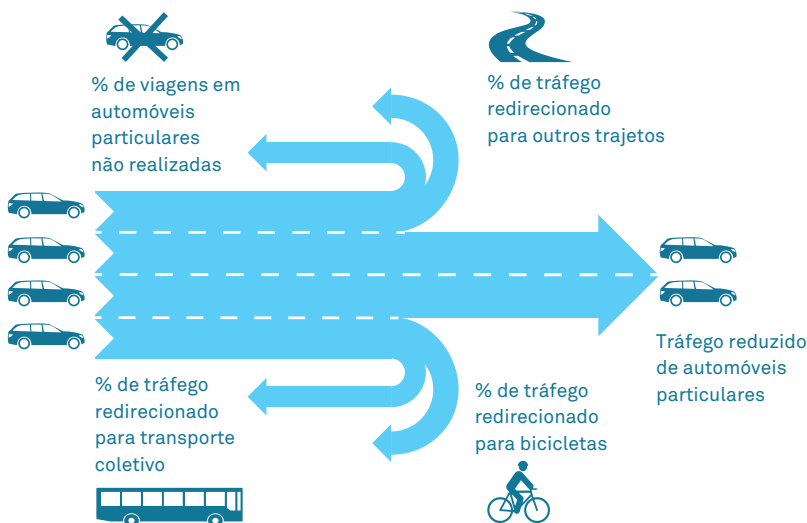 % de viagens em
automóveis
particulares
não realizadas
% de tráfego
redirecionado
para outros trajetos
Tráfego reduzido
de automóveis
particulares
% de tráfego
redirecionado
para transporte
coletivo
% de tráfego
redirecionado
para bicicletas